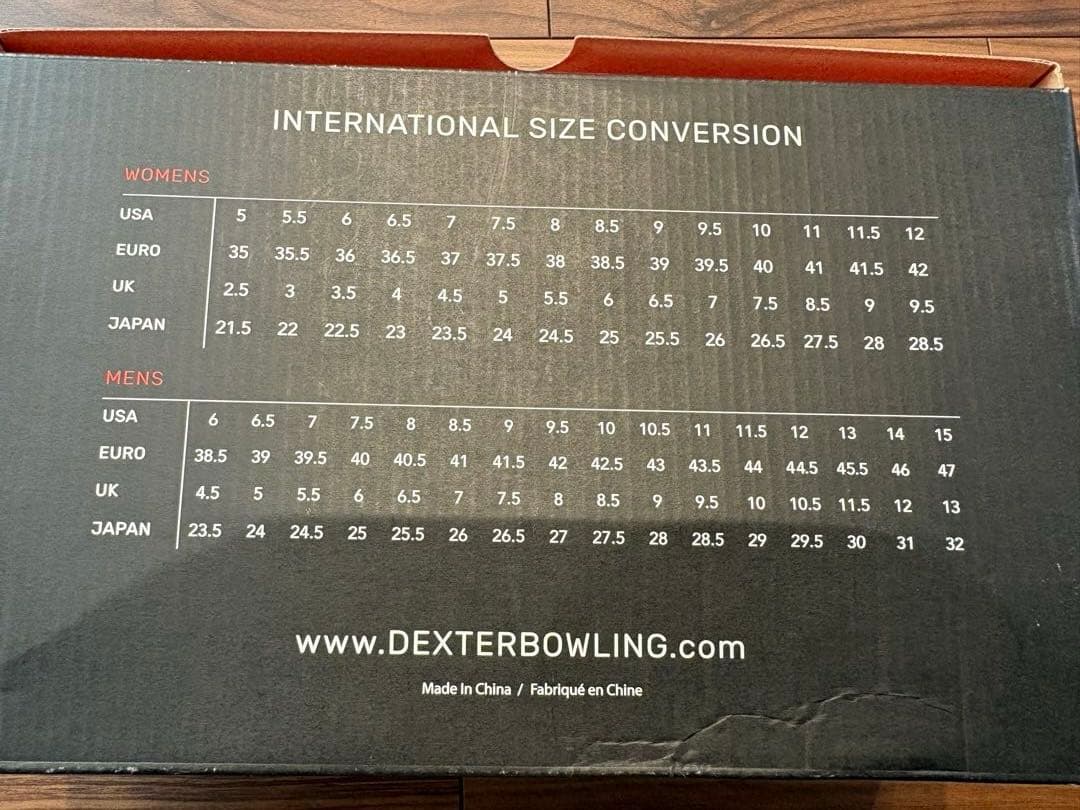 INTERNATIONAL SIZE CONVERSION
WOMENS
USA 5 5.5 6 6.5 7 7.5 8 8.5 9 9.5 10 11 11.5 12
EURO 35 35.5 36 36.5 37 37.5 38 38.5 39 39.5 40 41 41.5 42
UK 2.5 3 3.5 4 4.5 5 5.5 6 6.5 7 7.5 8.5 9 9.5
JAPAN 21.5 22 22.5 23 23.5 24 24.5 25 25.5 26 26.5 27.5 28 28.5
MENS
USA 6 6.5 7 7.5 8 8.5 9 9.5 10 10.5 11 11.5 12 13 14 15
EURO 38.5 39 39.5 40 40.5 41 41.5 42 42.5 43 43.5 44 44.5 45.5 46 47
UK 4.5 5 5.5 6 6.5 7 7.5 8 8.5 9 9.5 10 10.5 11.5 12 13
JAPAN 23.5 24 24.5 25 25.5 26 26.5 27 27.5 28 28.5 29 29.5 30 31 32
www.DEXTERBOWLING.com
Made In China / Fabriqué en Chine